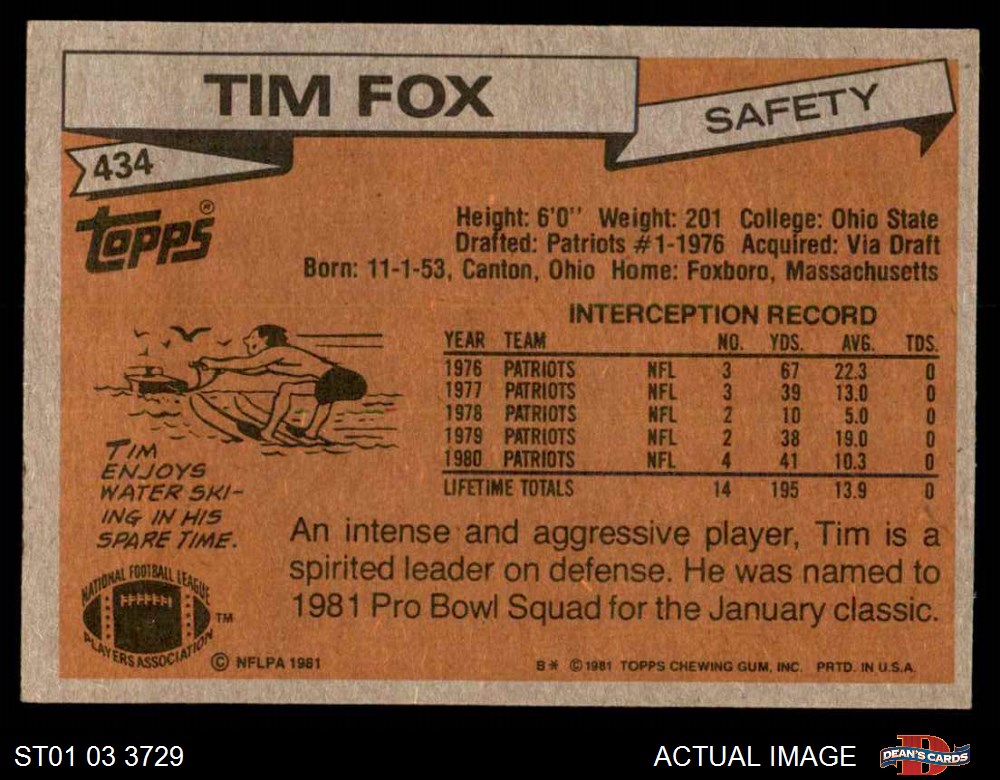 TIM FOX
SAFETY
434
TOPPS®
Height: 6'0'' Weight: 201 College: Ohio State
Drafted: Patriots #1-1976 Acquired: Via Draft
Born: 11-1-53, Canton, Ohio Home: Foxboro, Massachusetts
INTERCEPTION RECORD
YEAR TEAM NO. YDS. AVG. TDS.
1976 PATRIOTS NFL 3 67 22.3 0
1977 PATRIOTS NFL 3 39 13.0 0
1978 PATRIOTS NFL 2 10 5.0 0
1979 PATRIOTS NFL 2 38 19.0 0
1980 PATRIOTS NFL 4 41 10.3 0
LIFETIME TOTALS 14 195 13.9 0
TIM
ENJOYS
WATER SKI-
ING IN HIS
SPARE TIME.
An intense and aggressive player, Tim is a
spirited leader on defense. He was named to
1981 Pro Bowl Squad for the January classic.
NATIONAL FOOTBALL LEAGUE
PLAYERS ASSOCIATION
TM
© NFLPA 1981
B* © 1981 TOPPS CHEWING GUM, INC. PRTD. IN U.S.A.
ST01 03 3729
ACTUAL IMAGE
DEAN'S CARDS